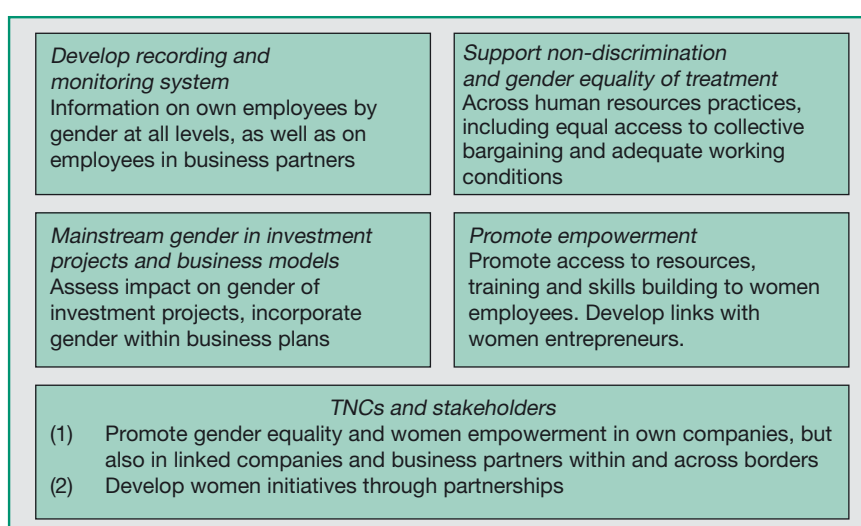 Develop recording and
monitoring system
Information on own employees by
gender at all levels, as well as on
employees in business partners
Support non-discrimination
and gender equality of treatment
Across human resources practices,
including equal access to collective
bargaining and adequate working
conditions
Mainstream gender in investment
projects and business models
Assess impact on gender of
investment projects, incorporate
gender within business plans
Promote empowerment
Promote access to resources,
training and skills building to women
employees. Develop links with
women entrepreneurs.
TNCs and stakeholders
(1) Promote gender equality and women empowerment in own companies, but
also in linked companies and business partners within and across borders
(2) Develop women initiatives through partnerships